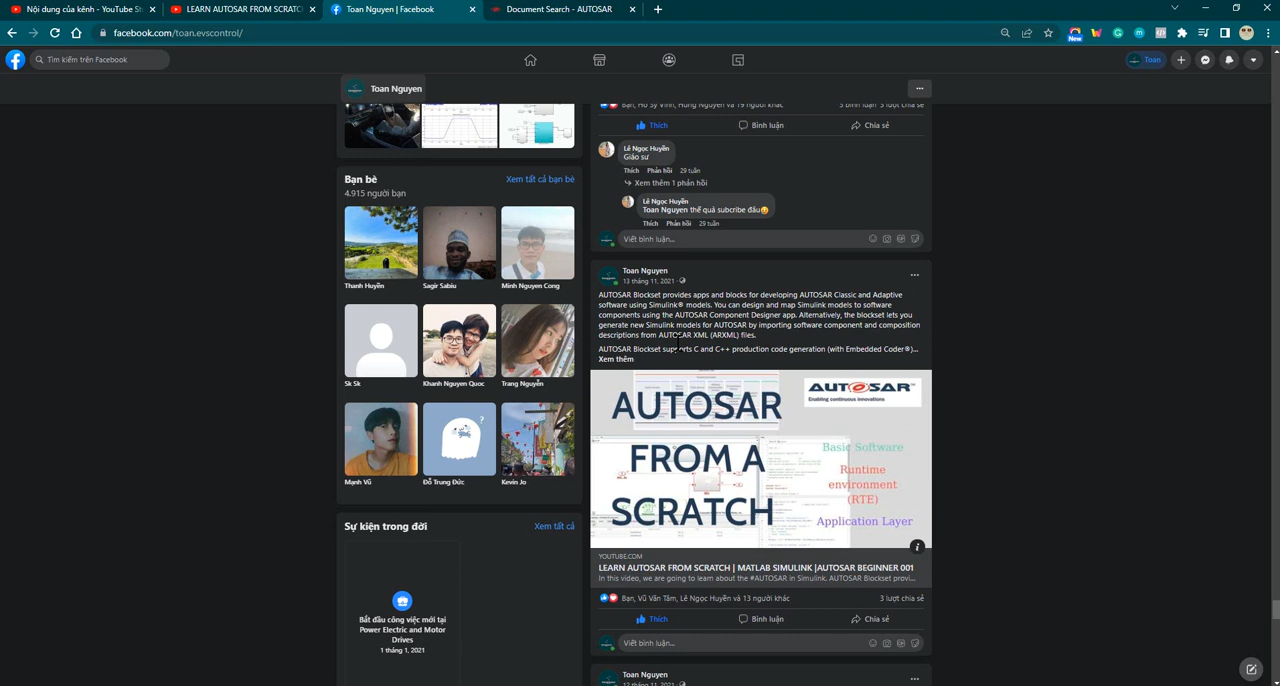 Nội dung của kênh - YouTube St
LEARN AUTOSAR FROM SCRATCH
Toan Nguyen | Facebook
Document Search - AUTOSAR
facebook.com/toan.evscontrol/
New
Tìm kiếm trên Facebook
Toan
Toan Nguyen
Bạn, Hồ Sỹ Vinh, Hùng Nguyễn và 19 người khác
3 bình luận 3 lượt chia sẻ
Thích
Bình luận
Chia sẻ
Lê Ngọc Huyền
Giáo sư
Thích Phản hồi 29 tuần
Xem thêm 1 phản hồi
Lê Ngọc Huyền
Toan Nguyen thế quả subcribe đâu
Thích Phản hồi 29 tuần
Viết bình luận...
Bạn bè
Xem tất cả bạn bè
4.915 người bạn
Thanh Huyền
Sagir Sabiu
Minh Nguyen Cong
Sk Sk
Khanh Nguyen Quoc
Trang Nguyễn
Mạnh Vũ
Đỗ Trung Đức
Kevin Jo
Sự kiện trong đời
Xem tất cả
Bắt đầu công việc mới tại
Power Electric and Motor
Drives
1 tháng 1, 2021
Toan Nguyen
13 tháng 11, 2021
AUTOSAR Blockset provides apps and blocks for developing AUTOSAR Classic and Adaptive
software using Simulink® models. You can design and map Simulink models to software
components using the AUTOSAR Component Designer app. Alternatively, the blockset lets you
generate new Simulink models for AUTOSAR by importing software component and composition
descriptions from AUTOSAR XML (ARXML) files.
AUTOSAR Blockset supports C and C++ production code generation (with Embedded Coder®)...
Xem thêm
AUTOSAR
FROM A
SCRATCH
AUTOSAR
Enabling continuous innovations
Basic Software
Runtime
environment
(RTE)
Application Layer
YOUTUBE.COM
LEARN AUTOSAR FROM SCRATCH | MATLAB SIMULINK |AUTOSAR BEGINNER 001
In this video, we are going to learn about the #AUTOSAR in Simulink. AUTOSAR Blockset provi...
Bạn, Vũ Văn Tâm, Lê Ngọc Huyền và 13 người khác
3 lượt chia sẻ
Thích
Bình luận
Chia sẻ
Viết bình luận...
Toan Nguyen
12 tháng 11, 2021